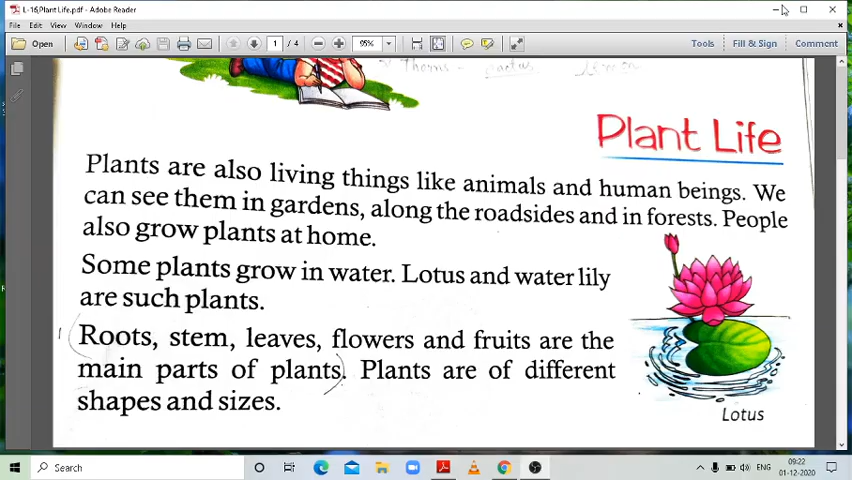 L-16,Plant Life.pdf - Adobe Reader
File Edit View Window Help
Open 1 / 4 95% Tools Fill & Sign Comment
Thorns - cactus
Plant Life
Plants are also living things like animals and human beings. We
can see them in gardens, along the roadsides and in forests. People
also grow plants at home.
Some plants grow in water. Lotus and water lily
are such plants.
Roots, stem, leaves, flowers and fruits are the
main parts of plants. Plants are of different
shapes and sizes.
Lotus
Search
ENG
09:22
01-12-2020